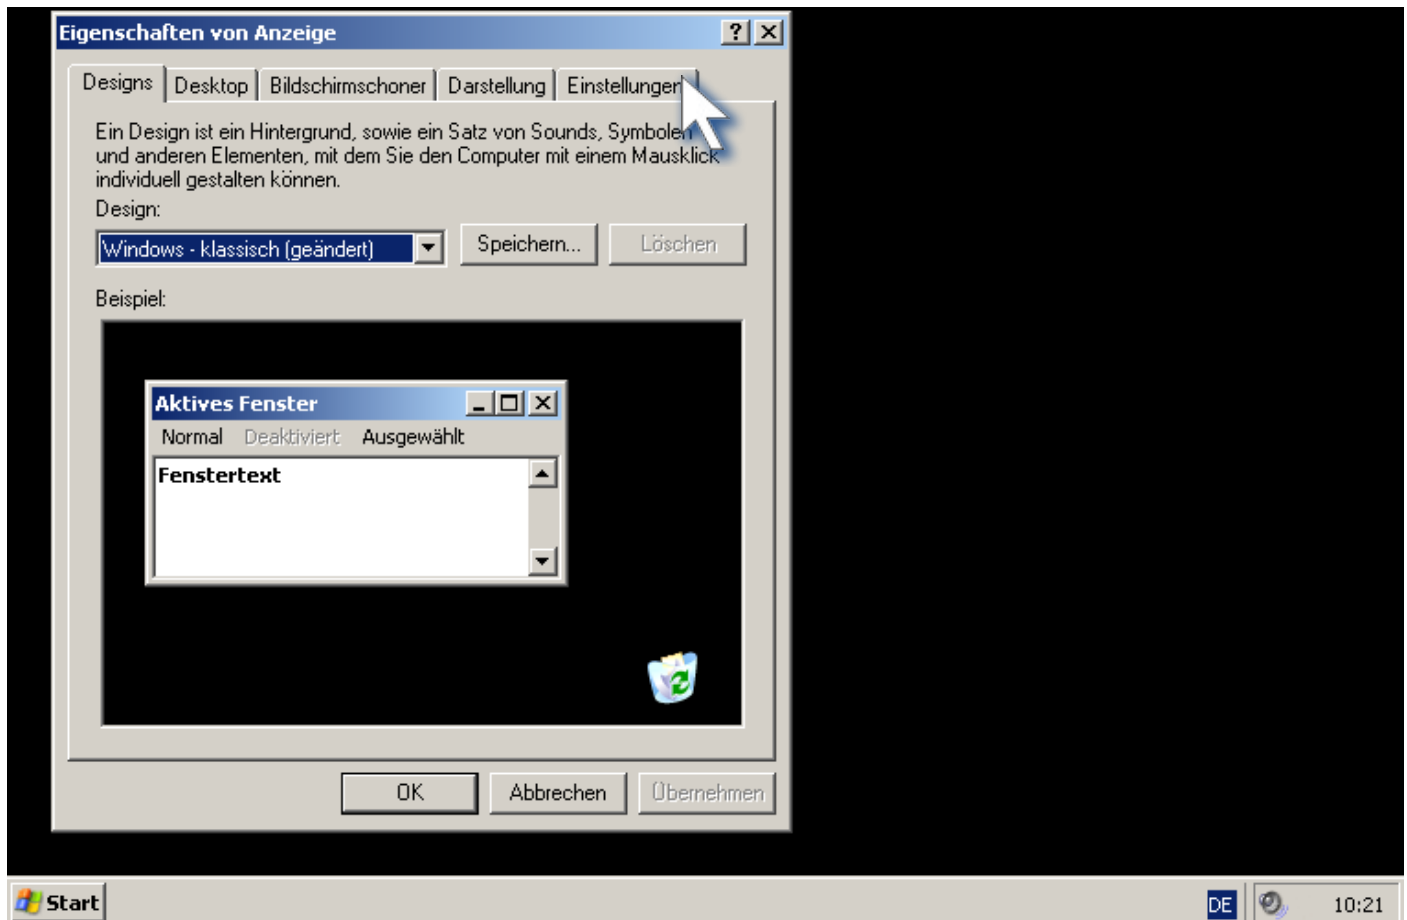 Eigenschaften von Anzeige
Designs Desktop Bildschirmschoner Darstellung Einstellungen
Ein Design ist ein Hintergrund, sowie ein Satz von Sounds, Symbolen
und anderen Elementen, mit dem Sie den Computer mit einem Mausklick
individuell gestalten können.
Design:
Windows - klassisch (geändert) Speichern... Löschen
Beispiel:
Aktives Fenster
Normal Deaktiviert Ausgewählt
Fenstertext
OK Abbrechen Übernehmen
Start DE 10:21